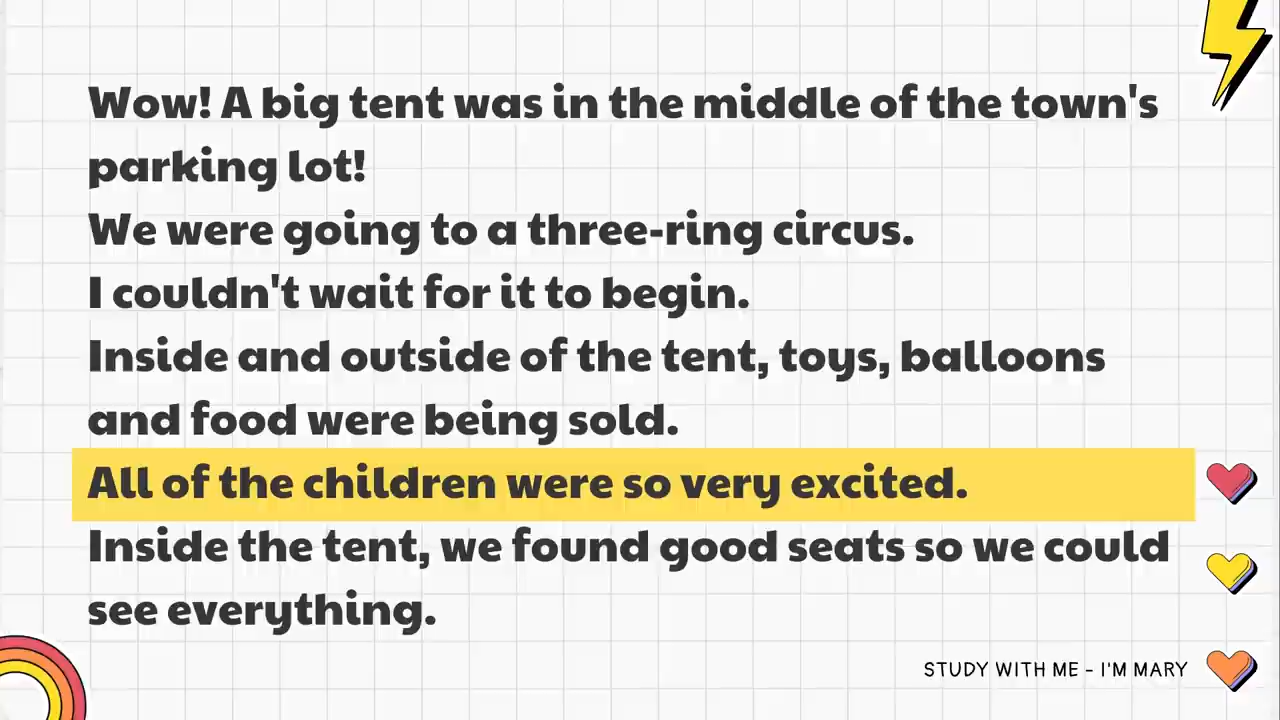 Wow! A big tent was in the middle of the town's
parking lot!
We were going to a three-ring circus.
I couldn't wait for it to begin.
Inside and outside of the tent, toys, balloons
and food were being sold.
All of the children were so very excited.
Inside the tent, we found good seats so we could
see everything.
STUDY WITH ME - I'M MARY